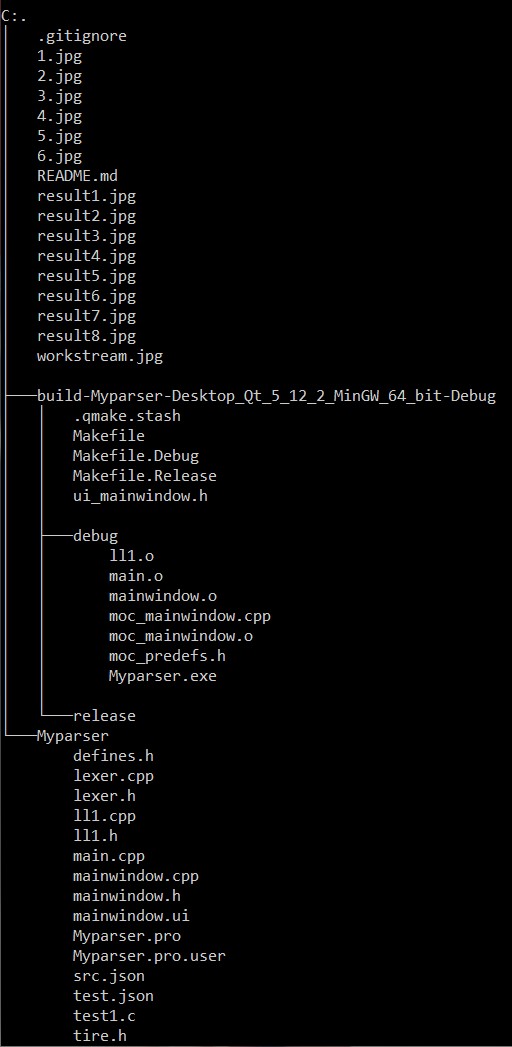 C:.
│   .gitignore
│   1.jpg
│   2.jpg
│   3.jpg
│   4.jpg
│   5.jpg
│   6.jpg
│   README.md
│   result1.jpg
│   result2.jpg
│   result3.jpg
│   result4.jpg
│   result5.jpg
│   result6.jpg
│   result7.jpg
│   result8.jpg
│   workstream.jpg
│
├───build-Myparser-Desktop_Qt_5_12_2_MinGW_64_bit-Debug
│   │   .qmake.stash
│   │   Makefile
│   │   Makefile.Debug
│   │   Makefile.Release
│   │   ui_mainwindow.h
│   │
│   ├───debug
│   │       ll1.o
│   │       main.o
│   │       mainwindow.o
│   │       moc_mainwindow.cpp
│   │       moc_mainwindow.o
│   │       moc_predefs.h
│   │       Myparser.exe
│   │
│   └───release
└───Myparser
        defines.h
        lexer.cpp
        lexer.h
        ll1.cpp
        ll1.h
        main.cpp
        mainwindow.cpp
        mainwindow.h
        mainwindow.ui
        Myparser.pro
        Myparser.pro.user
        src.json
        test.json
        test1.c
        tire.h